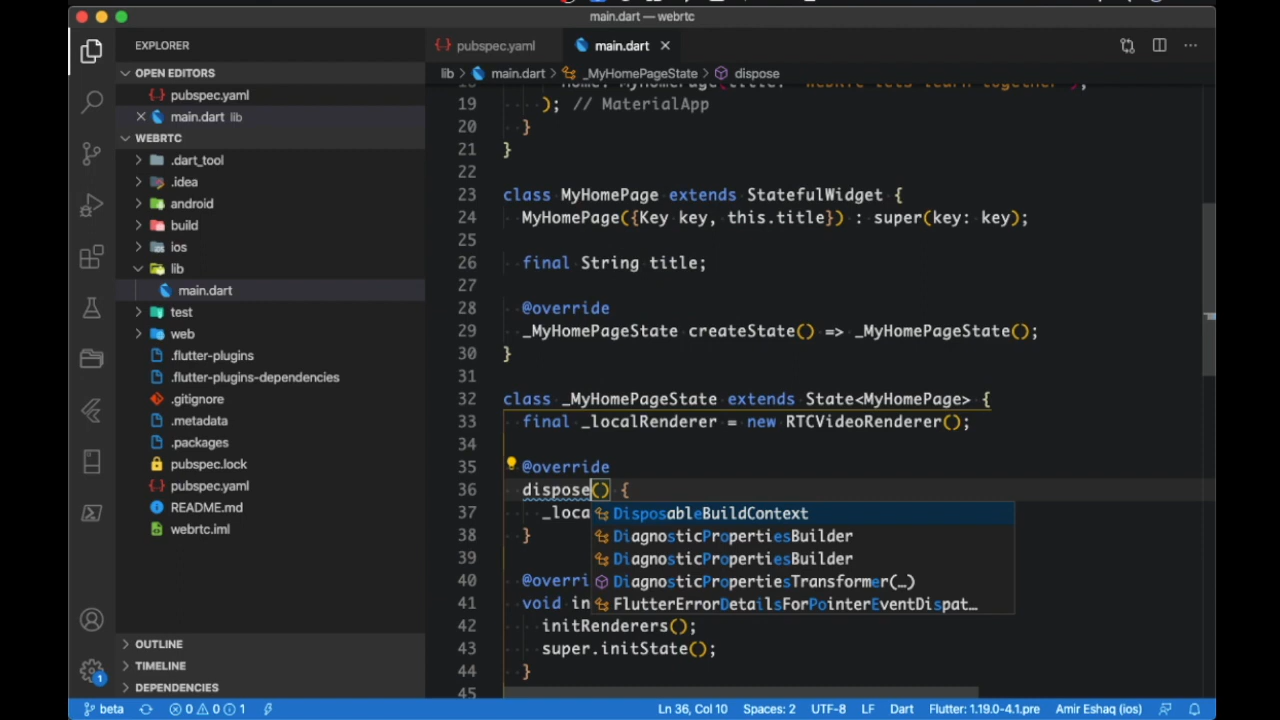 main.dart — webrtc
EXPLORER
pubspec.yaml
main.dart
OPEN EDITORS
lib > main.dart > _MyHomePageState > dispose
pubspec.yaml
main.dart lib
WEBRTC
.dart_tool
.idea
android
build
ios
lib
main.dart
test
web
.flutter-plugins
.flutter-plugins-dependencies
.gitignore
.metadata
.packages
pubspec.lock
pubspec.yaml
README.md
webrtc.iml
OUTLINE
TIMELINE
DEPENDENCIES
19 ); // MaterialApp
20 }
21 }
22
23 class MyHomePage extends StatefulWidget {
24 MyHomePage({Key key, this.title}) : super(key: key);
25
26 final String title;
27
28 @override
29 _MyHomePageState createState() => _MyHomePageState();
30 }
31
32 class _MyHomePageState extends State<MyHomePage> {
33 final _localRenderer = new RTCVideoRenderer();
34
35 @override
36 dispose() {
37 _loca
DisposableBuildContext
DiagnosticPropertiesBuilder
DiagnosticPropertiesBuilder
DiagnosticPropertiesTransformer(…)
FlutterErrorDetailsForPointerEventDispat…
38 }
39
40 @overri
41 void in
42 initRenderers();
43 super.initState();
44 }
45
1
beta 0 0 1
Ln 36, Col 10 Spaces: 2 UTF-8 LF Dart Flutter: 1.19.0-4.1.pre Amir Eshaq (ios)